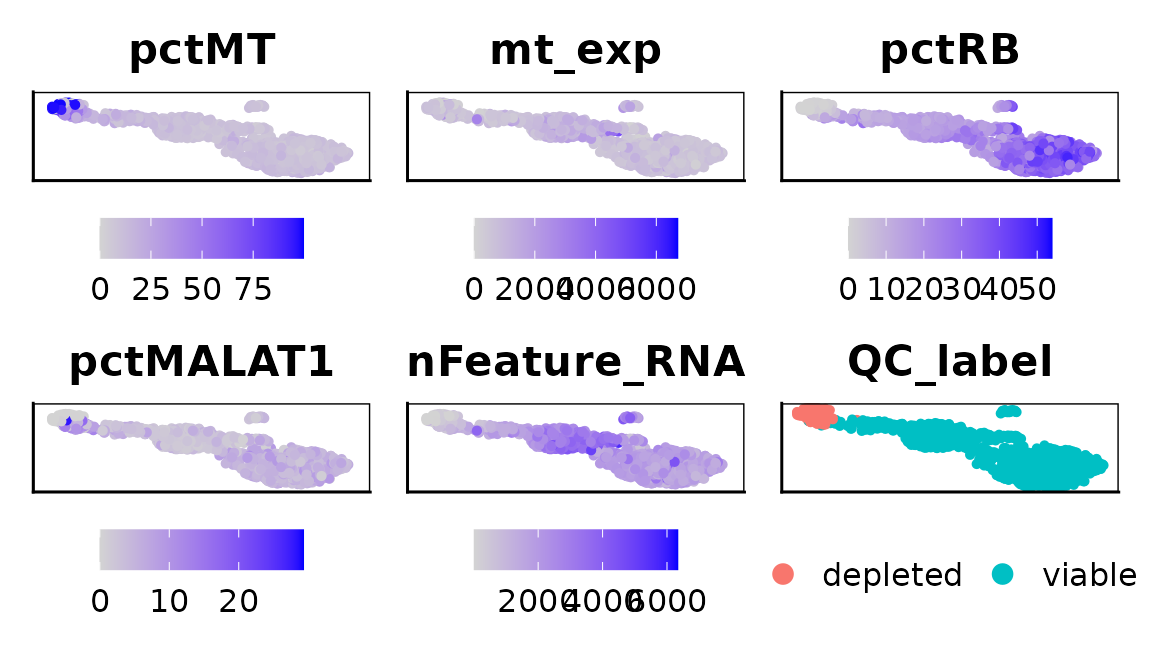 pctMT mt_exp pctRB
0 25 50 75 0 2000 4000 6000 0 10 20 30 40 50
pctMALAT1 nFeature_RNA QC_label
depleted viable
0 10 20 2000 4000 6000